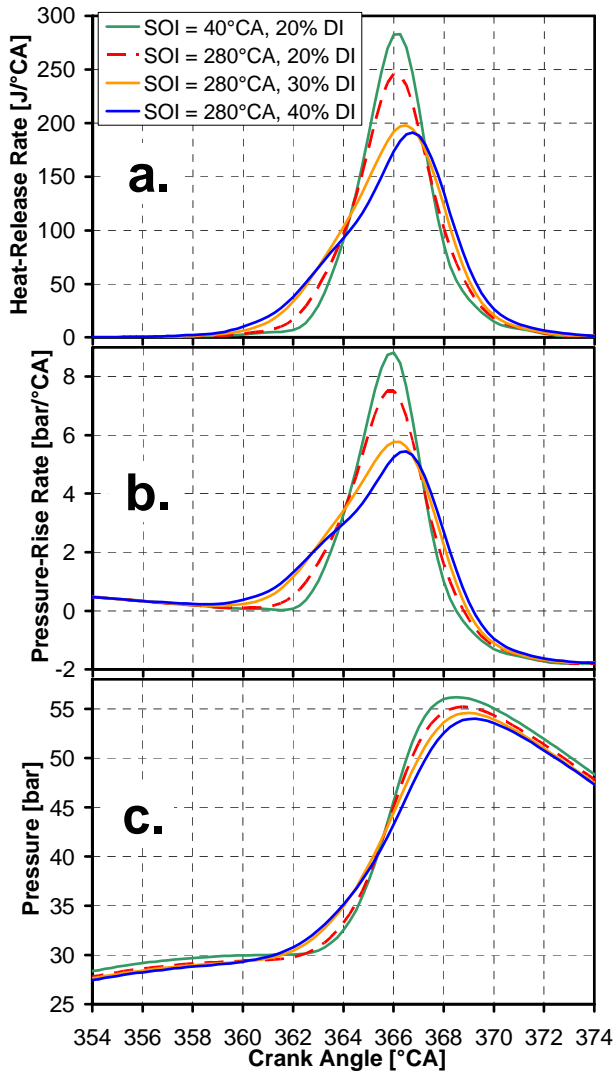 SOI = 40°CA, 20% DI
SOI = 280°CA, 20% DI
SOI = 280°CA, 30% DI
SOI = 280°CA, 40% DI
Heat-Release Rate [J/°CA]
300
250
200
150
100
50
0
a.
Pressure-Rise Rate [bar/°CA]
8
6
4
2
0
-2
b.
Pressure [bar]
55
50
45
40
35
30
25
c.
354 356 358 360 362 364 366 368 370 372 374
Crank Angle [°CA]